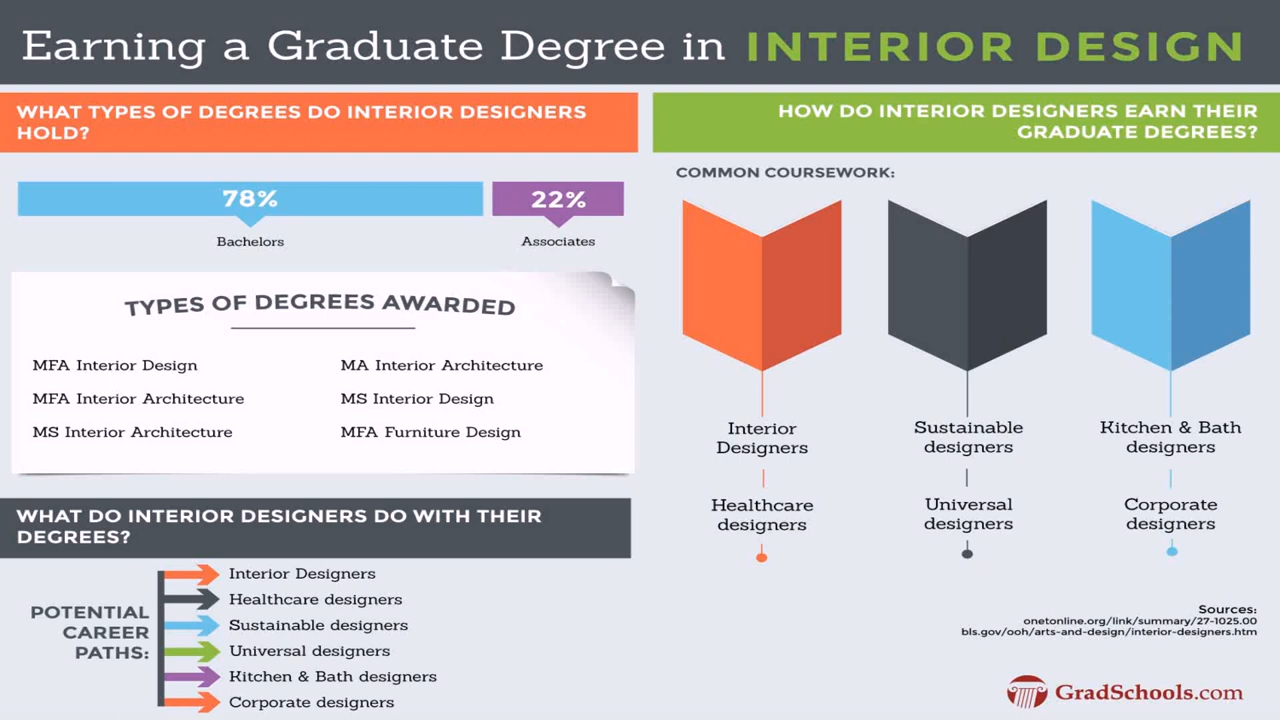 Earning a Graduate Degree in INTERIOR DESIGN
WHAT TYPES OF DEGREES DO INTERIOR DESIGNERS
HOLD?
78%
22%
Bachelors
Associates
TYPES OF DEGREES AWARDED
MFA Interior Design
MFA Interior Architecture
MS Interior Architecture
MA Interior Architecture
MS Interior Design
MFA Furniture Design
WHAT DO INTERIOR DESIGNERS DO WITH THEIR
DEGREES?
POTENTIAL
CAREER
PATHS:
Interior Designers
Healthcare designers
Sustainable designers
Universal designers
Kitchen & Bath designers
Corporate designers
HOW DO INTERIOR DESIGNERS EARN THEIR
GRADUATE DEGREES?
COMMON COURSEWORK:
Interior
Designers
Healthcare
designers
Sustainable
designers
Universal
designers
Kitchen & Bath
designers
Corporate
designers
Sources:
onetonline.org/link/summary/27-1025.00
bls.gov/ooh/arts-and-design/interior-designers.htm
GradSchools.com